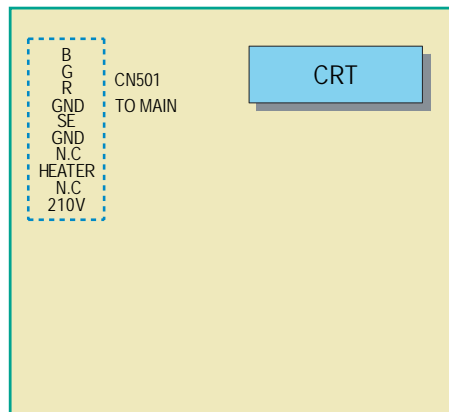 B
G
R
GND
SE
GND
N.C
HEATER
N.C
210V
CN501
TO MAIN
CRT